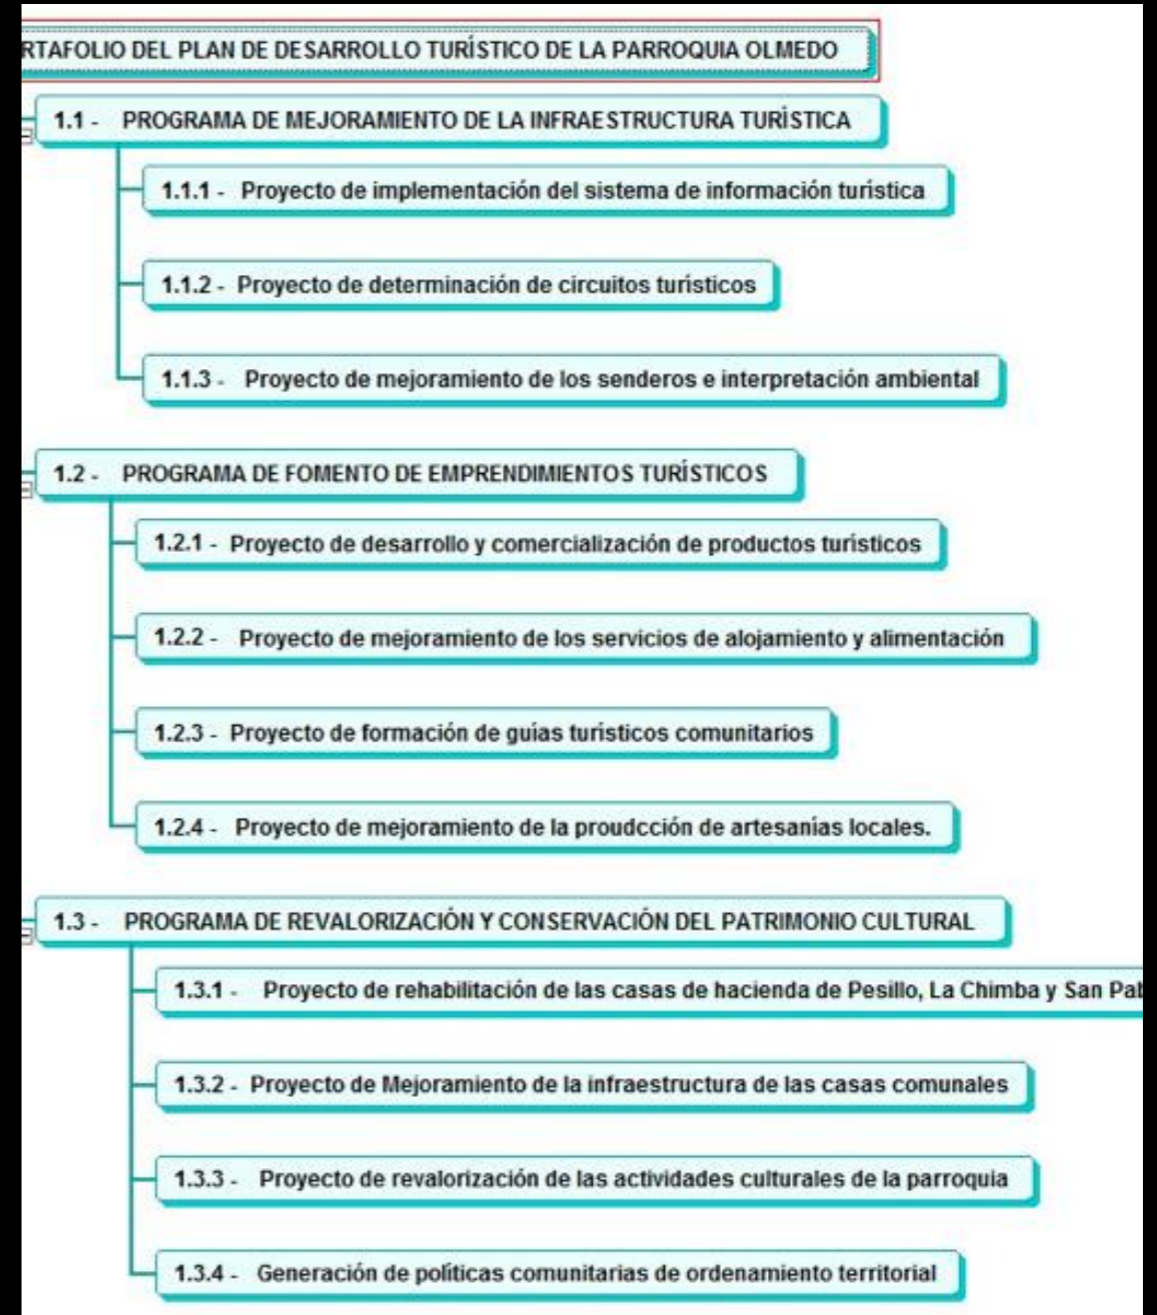 RTAFOLIO DEL PLAN DE DESARROLLO TURÍSTICO DE LA PARROQUIA OLMEDO
1.1 - PROGRAMA DE MEJORAMIENTO DE LA INFRAESTRUCTURA TURÍSTICA
1.1.1 - Proyecto de implementación del sistema de información turística
1.1.2 - Proyecto de determinación de circuitos turísticos
1.1.3 - Proyecto de mejoramiento de los senderos e interpretación ambiental
1.2 - PROGRAMA DE FOMENTO DE EMPRENDIMIENTOS TURÍSTICOS
1.2.1 - Proyecto de desarrollo y comercialización de productos turísticos
1.2.2 - Proyecto de mejoramiento de los servicios de alojamiento y alimentación
1.2.3 - Proyecto de formación de guías turísticos comunitarios
1.2.4 - Proyecto de mejoramiento de la proudcción de artesanías locales.
1.3 - PROGRAMA DE REVALORIZACIÓN Y CONSERVACIÓN DEL PATRIMONIO CULTURAL
1.3.1 - Proyecto de rehabilitación de las casas de hacienda de Pesillo, La Chimba y San Pab
1.3.2 - Proyecto de Mejoramiento de la infraestructura de las casas comunales
1.3.3 - Proyecto de revalorización de las actividades culturales de la parroquia
1.3.4 - Generación de políticas comunitarias de ordenamiento territorial